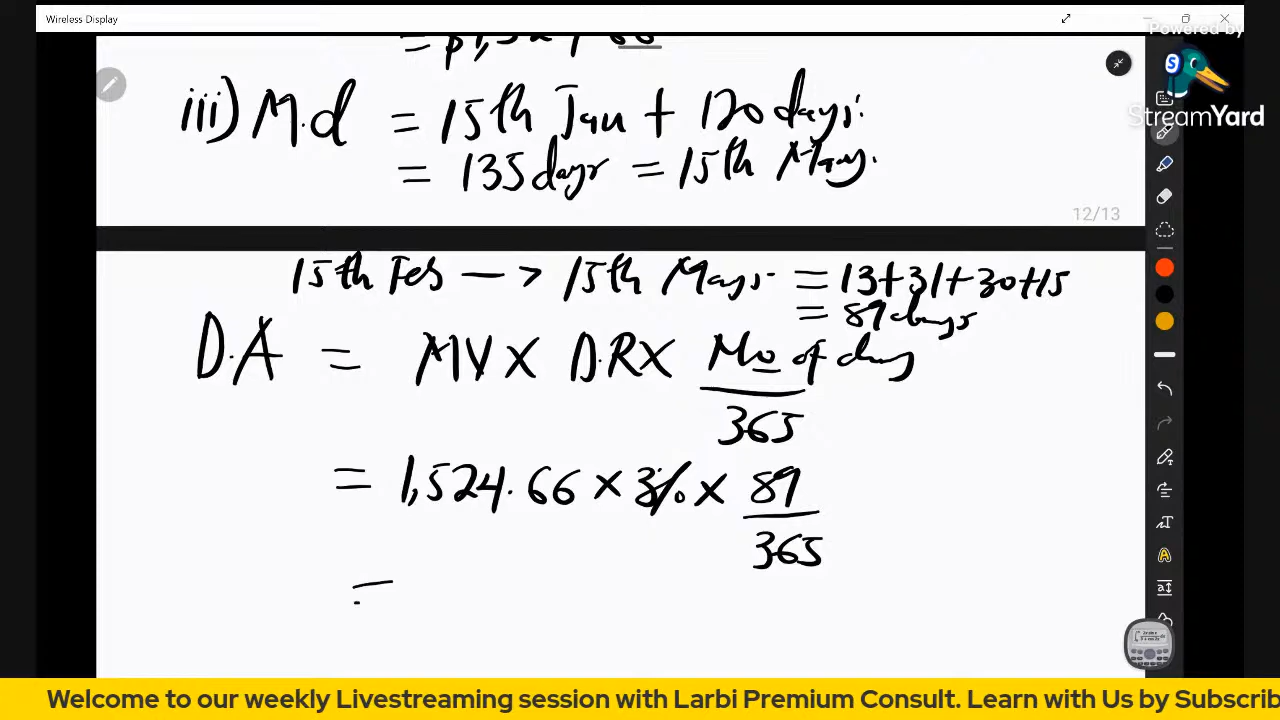 Wireless Display
Powered by
StreamYard
iii) M.d = 15th Jan + 120 days.
= 135 days = 15th May.
12/13
15th Feb —> 15th May = 13+31+30+15
= 89 days
D.A = MV X D.R X No of days
365
= 1,524.66 X 3% X 89
365
=
Welcome to our weekly Livestreaming session with Larbi Premium Consult. Learn with Us by Subscrib